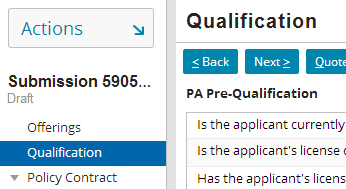 Actions
Submission 5905...
Draft
Offerings
Qualification
Policy Contract
Qualification
< Back
Next >
Quote
PA Pre-Qualification
Is the applicant currently
Is the applicant's license
Has the applicant's license